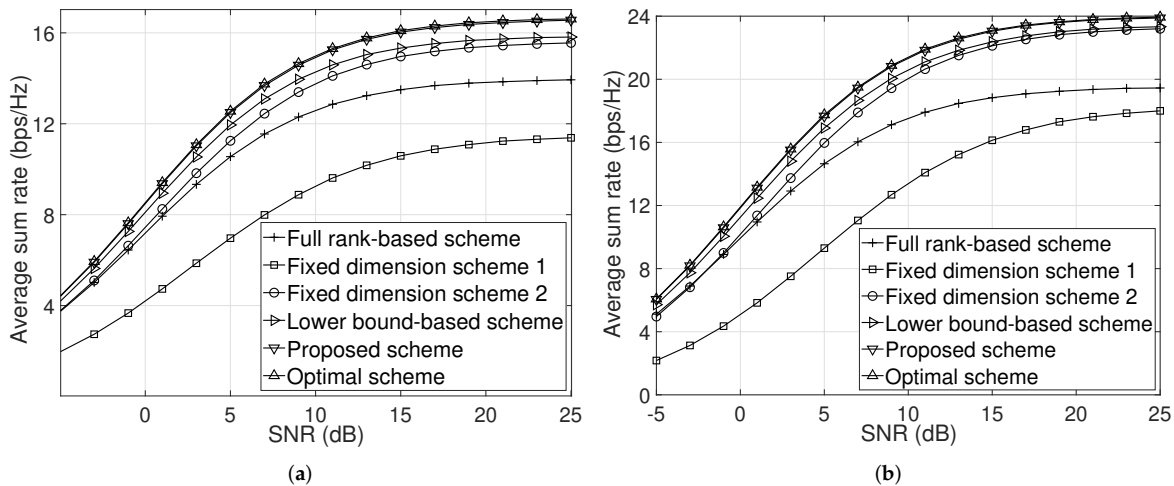 16
12
8
4
Average sum rate (bps/Hz)
0
5
10
15
20
25
SNR (dB)
Full rank-based scheme
Fixed dimension scheme 1
Fixed dimension scheme 2
Lower bound-based scheme
Proposed scheme
Optimal scheme
(a)
24
20
16
12
8
4
0
Average sum rate (bps/Hz)
-5
0
5
10
15
20
25
SNR (dB)
Full rank-based scheme
Fixed dimension scheme 1
Fixed dimension scheme 2
Lower bound-based scheme
Proposed scheme
Optimal scheme
(b)